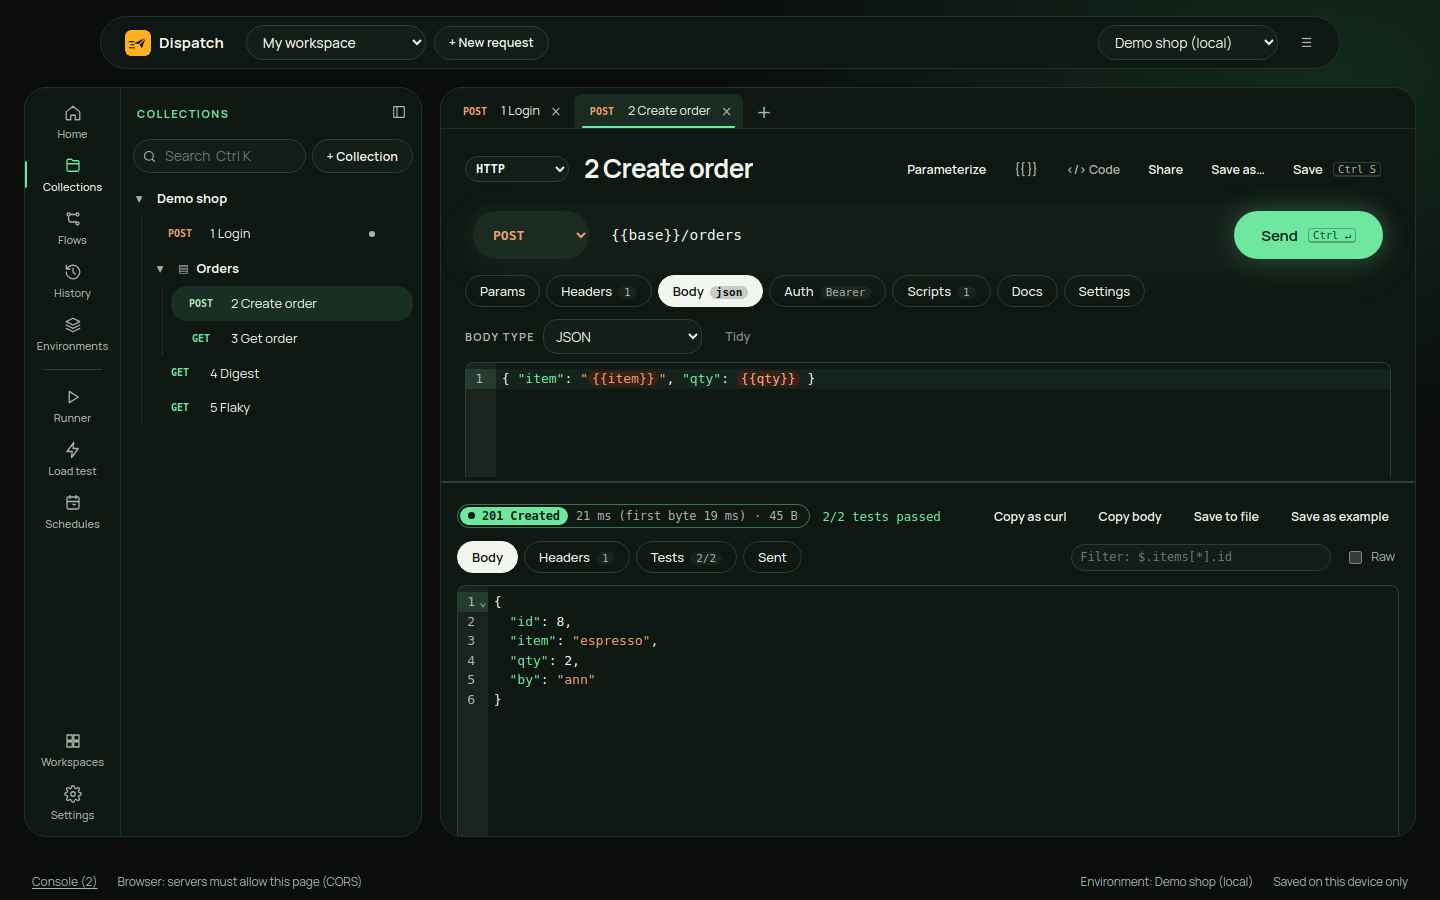 Dispatch
My workspace
+ New request
Demo shop (local)
Home
Collections
Flows
History
Environments
Runner
Load test
Schedules
Workspaces
Settings
COLLECTIONS
Search Ctrl K
+ Collection
Demo shop
POST 1 Login
Orders
POST 2 Create order
GET 3 Get order
GET 4 Digest
GET 5 Flaky
POST 1 Login ×
POST 2 Create order ×
+
HTTP
2 Create order
Parameterize
{{ }}
</> Code
Share
Save as...
Save Ctrl S
POST
{{base}}/orders
Send Ctrl ↵
Params
Headers 1
Body json
Auth Bearer
Scripts 1
Docs
Settings
BODY TYPE
JSON
Tidy
1 { "item": "{{item}}", "qty": {{qty}} }
201 Created 21 ms (first byte 19 ms) · 45 B
2/2 tests passed
Copy as curl
Copy body
Save to file
Save as example
Body
Headers 1
Tests 2/2
Sent
Filter: $.items[*].id
Raw
1 {
2 "id": 8,
3 "item": "espresso",
4 "qty": 2,
5 "by": "ann"
6 }
Console (2)
Browser: servers must allow this page (CORS)
Environment: Demo shop (local)
Saved on this device only